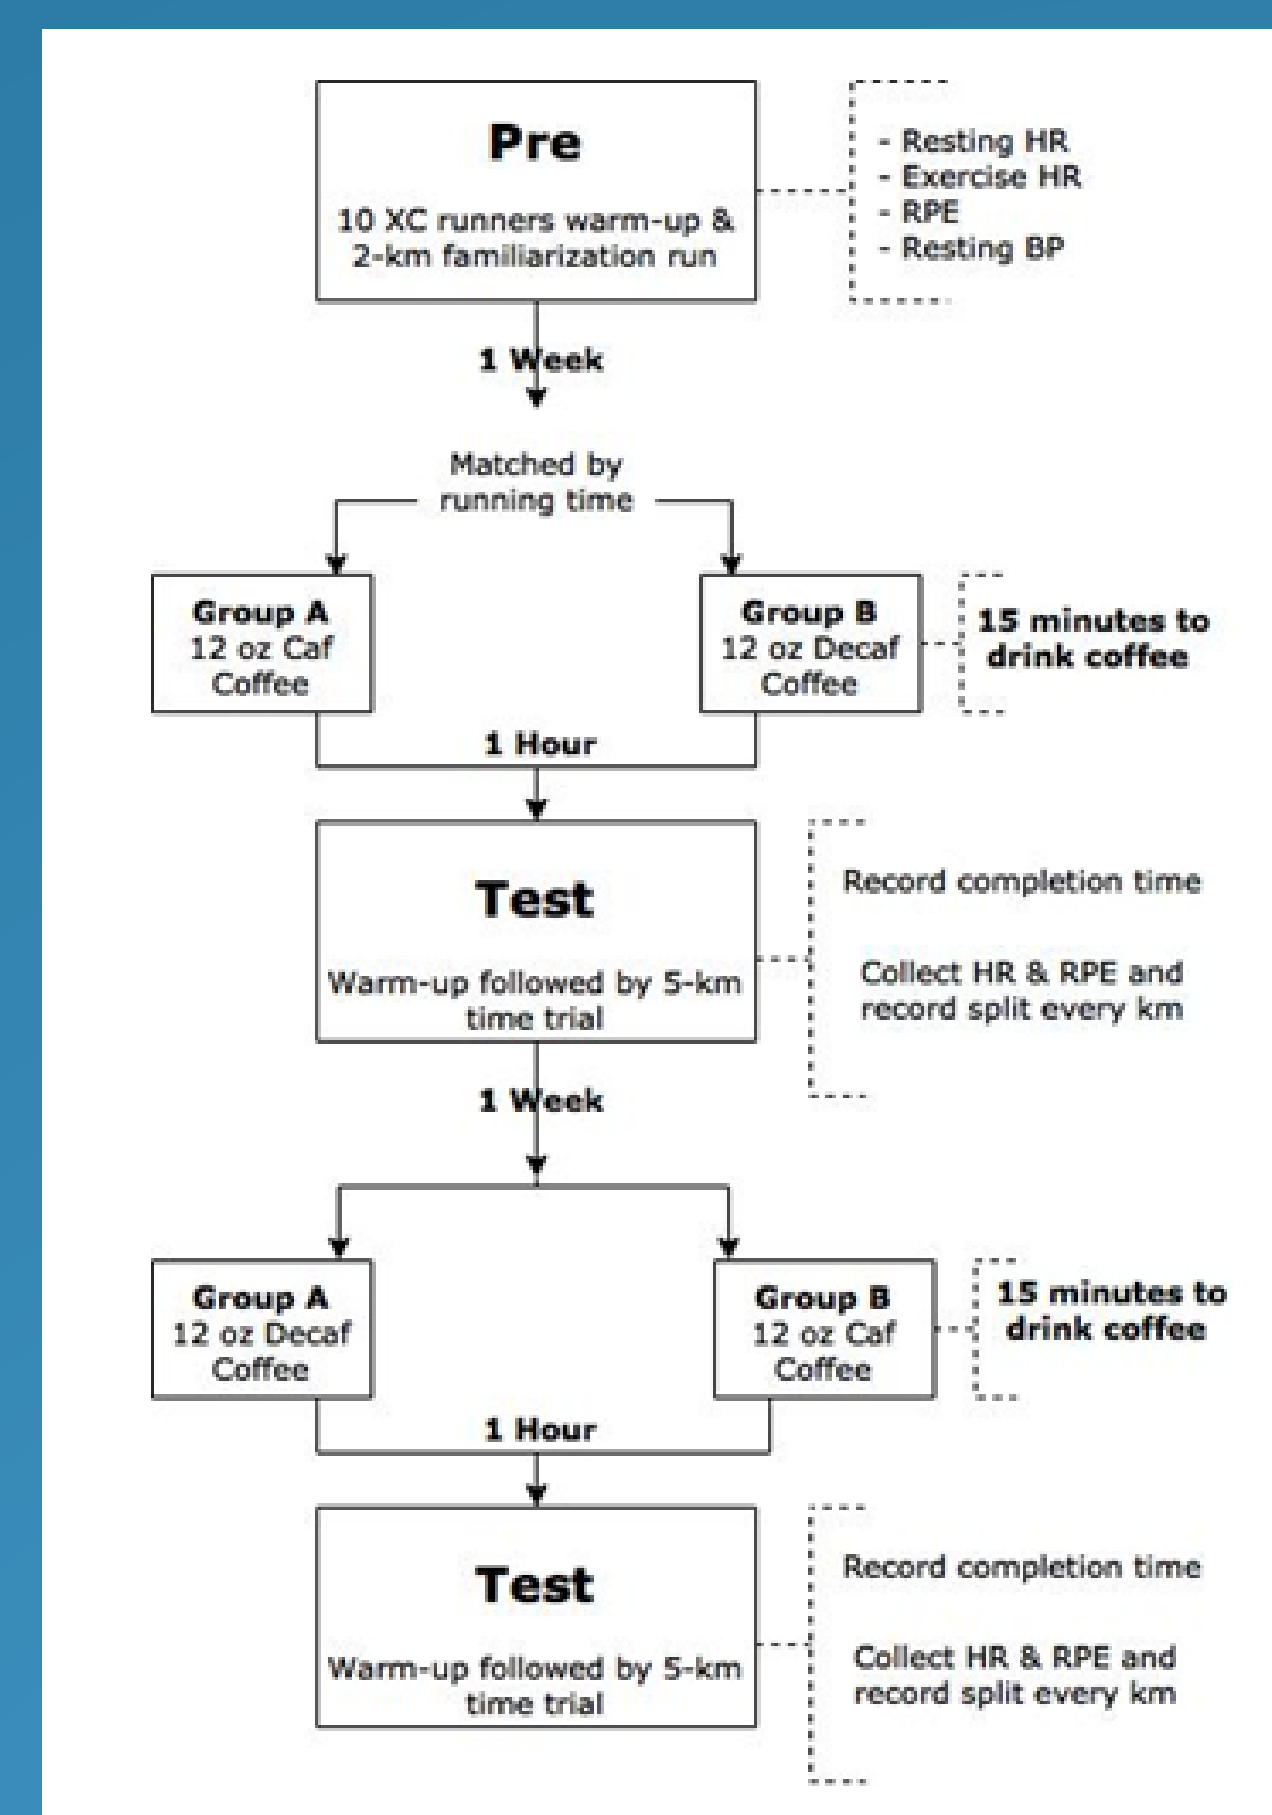 Pre
10 XC runners warm-up &
2-km familiarization run
- Resting HR
- Exercise HR
- RPE
- Resting BP
1 Week
Matched by
running time
Group A
12 oz Caf
Coffee
Group B
12 oz Decaf
Coffee
15 minutes to
drink coffee
1 Hour
Test
Warm-up followed by 5-km
time trial
Record completion time
Collect HR & RPE and
record split every km
1 Week
Group A
12 oz Decaf
Coffee
Group B
12 oz Caf
Coffee
15 minutes to
drink coffee
1 Hour
Test
Warm-up followed by 5-km
time trial
Record completion time
Collect HR & RPE and
record split every km